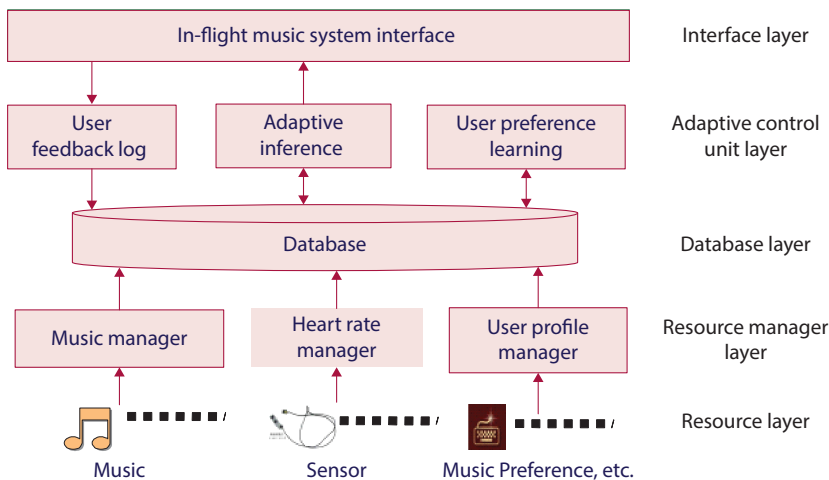 In-flight music system interface
Interface layer
User
feedback log
Adaptive
inference
User preference
learning
Adaptive control
unit layer
Database
Database layer
Music manager
Heart rate
manager
User profile
manager
Resource manager
layer
Resource layer
Music
Sensor
Music Preference, etc.